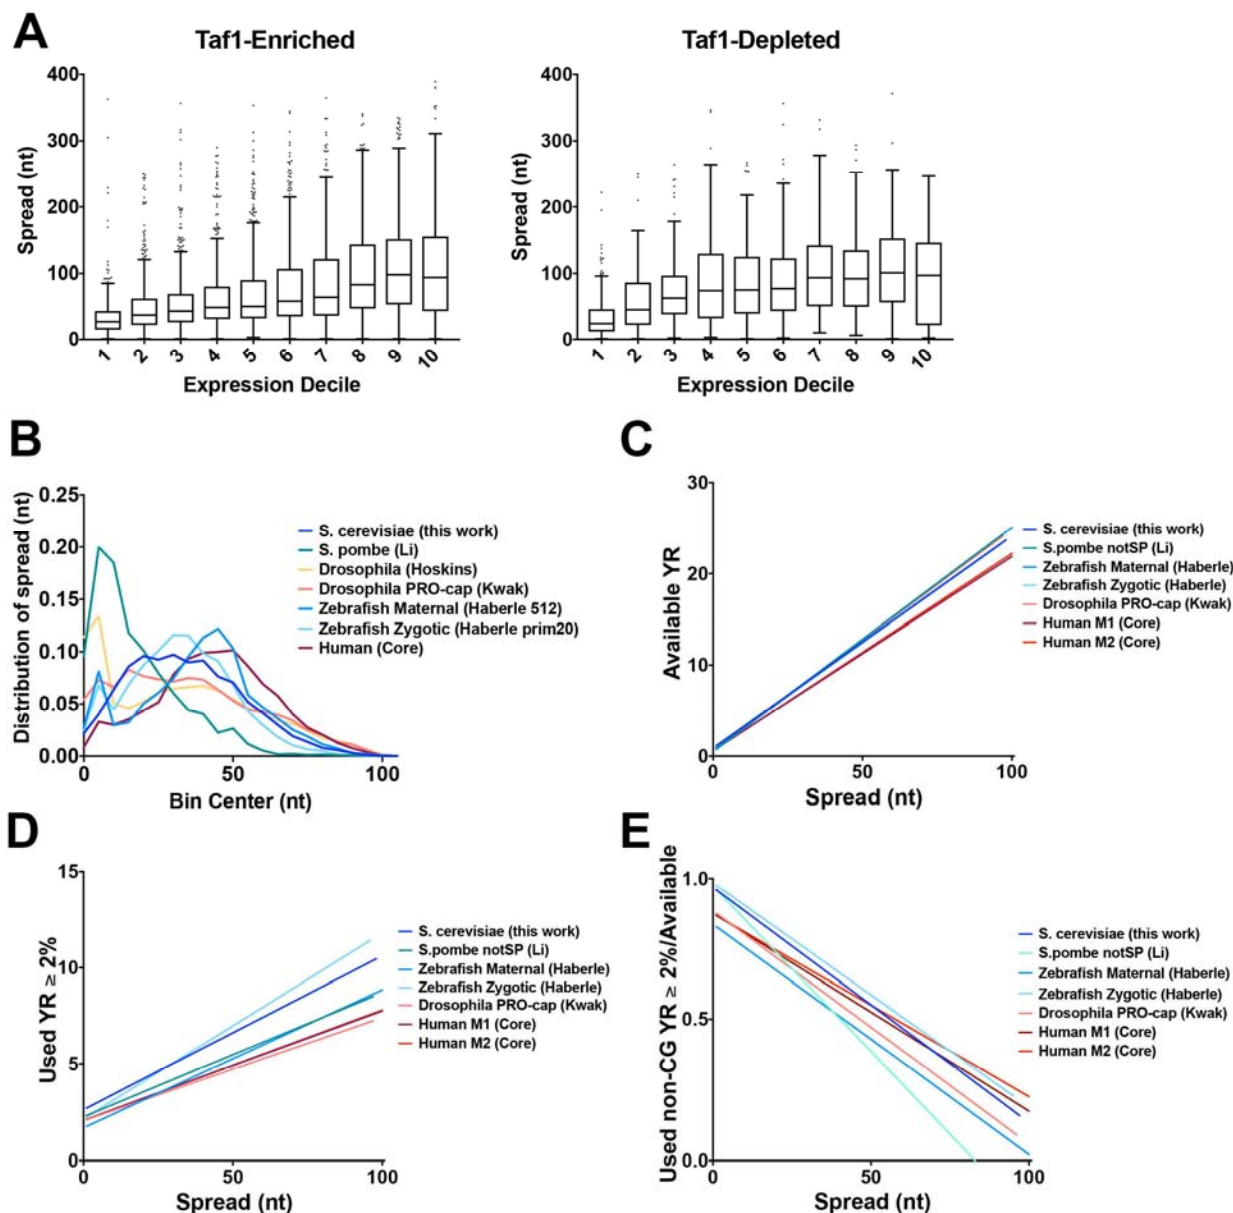 A
Taf1-Enriched
Taf1-Depleted
Spread (nt)
400
300
200
100
0
1 2 3 4 5 6 7 8 9 10
Expression Decile
Spread (nt)
400
300
200
100
0
1 2 3 4 5 6 7 8 9 10
Expression Decile
B
Distribution of spread (nt)
0.25
0.20
0.15
0.10
0.05
0.00
0 50 100
Bin Center (nt)
S. cerevisiae (this work)
S. pombe (Li)
Drosophila (Hoskins)
Drosophila PRO-cap (Kwak)
Zebrafish Maternal (Haberle 512)
Zebrafish Zygotic (Haberle prim20)
Human (Core)
C
Available YR
30
20
10
0
0 50 100
Spread (nt)
S. cerevisiae (this work)
S.pombe notSP (Li)
Zebrafish Maternal (Haberle)
Zebrafish Zygotic (Haberle)
Drosophila PRO-cap (Kwak)
Human M1 (Core)
Human M2 (Core)
D
Used YR ≥ 2%
15
10
5
0
0 50 100
Spread (nt)
S. cerevisiae (this work)
S.pombe notSP (Li)
Zebrafish Maternal (Haberle)
Zebrafish Zygotic (Haberle)
Drosophila PRO-cap (Kwak)
Human M1 (Core)
Human M2 (Core)
E
Used non-CG YR ≥ 2%/Available
1.0
0.5
0.0
0 50 100
Spread (nt)
S. cerevisiae (this work)
S.pombe notSP (Li)
Zebrafish Maternal (Haberle)
Zebrafish Zygotic (Haberle)
Drosophila PRO-cap (Kwak)
Human M1 (Core)
Human M2 (Core)